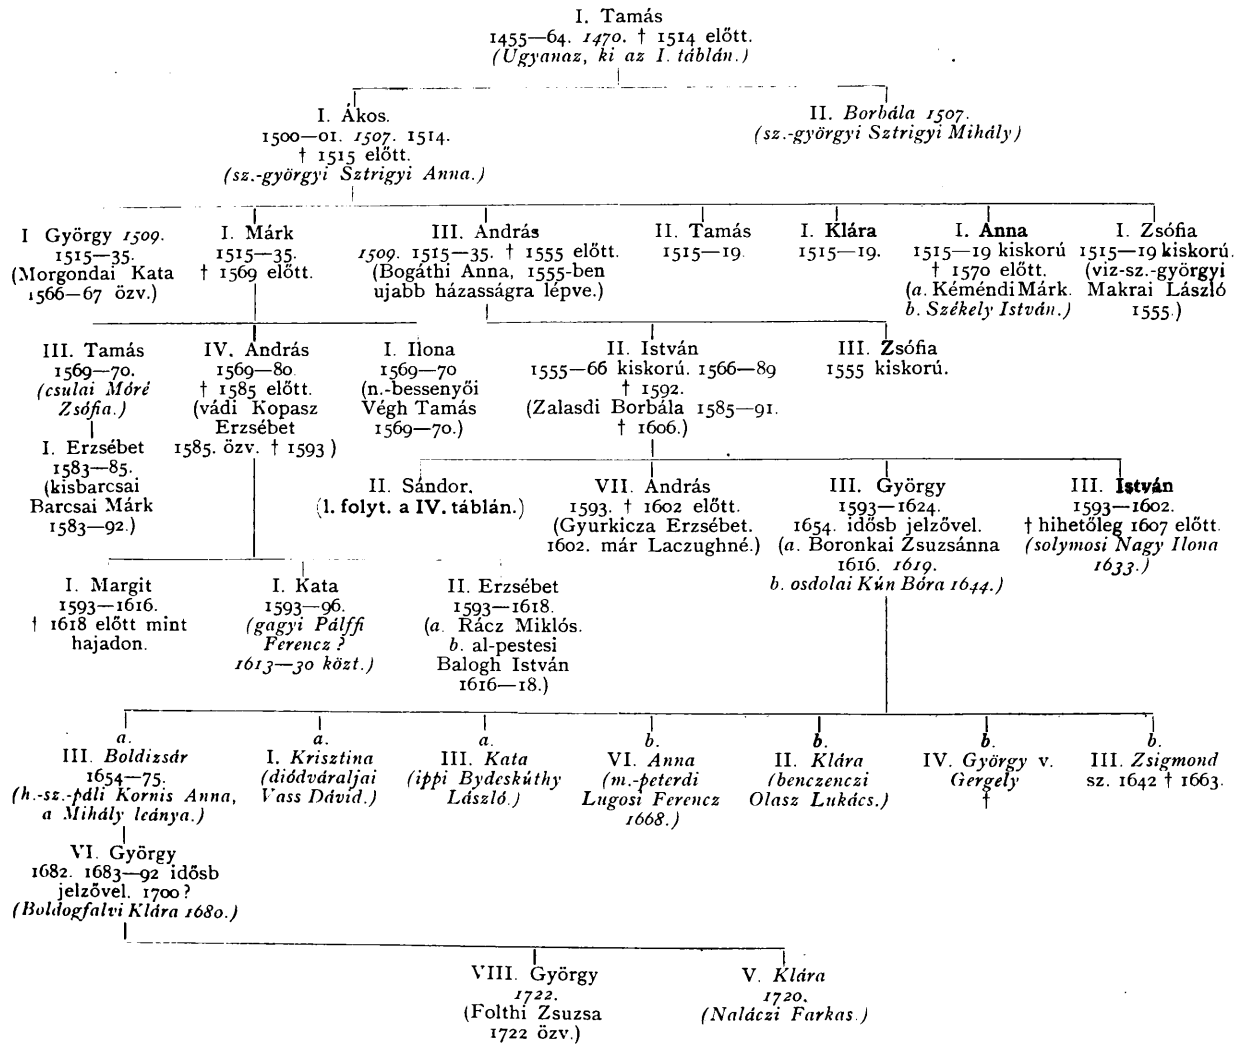 I. Tamás
1455—64. 1470. † 1514 előtt.
(Ugyanaz, ki az I. táblán.)
I. Ákos.
1500—01. 1507. 1514.
† 1515 előtt.
(sz.-györgyi Sztrigyi Anna.)
II. Borbála 1507.
(sz.-györgyi Sztrigyi Mihály)
I György 1509.
1515—35.
(Morgondai Kata
1566—67 özv.)
I. Márk
1515—35.
† 1569 előtt.
III. András
1509. 1515—35. † 1555 előtt.
(Bogáthi Anna, 1555-ben
ujabb házasságra lépve.)
II. Tamás
1515—19.
I. Klára
1515—19.
I. Anna
1515—19 kiskorú
† 1570 előtt.
(a. Kéméndi Márk.
b. Székely István.)
I. Zsófia
1515—19 kiskorú.
(viz-sz.-györgyi
Makrai László
1555.)
III. Tamás
1569—70.
(csulai Móré
Zsófia.)
IV. András
1569—80.
† 1585 előtt.
(vádi Kopasz
Erzsébet
1585. özv. † 1593)
I. Ilona
1569—70
(n.-bessenyői
Végh Tamás
1569—70.)
II. István
1555—66 kiskorú. 1566—89
† 1592.
(Zalasdi Borbála 1585—91.
† 1606.)
III. Zsófia
1555 kiskorú.
I. Erzsébet
1583—85.
(kisbarcsai
Barcsai Márk
1583—92.)
II. Sándor.
(l. folyt. a IV. táblán.)
VII. András
1593. † 1602 előtt.
(Gyurkicza Erzsébet.
1602. már Laczughné.)
III. György
1593—1624.
1654. idősb jelzővel.
(a. Boronkai Zsuzsánna
1616. 1619.
b. osdolai Kún Bóra 1644.)
III. István
1593—1602.
† hihetőleg 1607 előtt.
(solymosi Nagy Ilona
1633.)
I. Margit
1593—1616.
† 1618 előtt mint
hajadon.
I. Kata
1593—96.
(gagyi Pálffi
Ferencz ?
1613—30 közt.)
II. Erzsébet
1593—1618.
(a. Rácz Miklós.
b. al-pestesi
Balogh István
1616—18.)
a.
III. Boldizsár
1654—75.
(h.-sz.-páli Kornis Anna,
a Mihály leánya.)
a.
I. Krisztina
(diódváraljai
Vass Dávid.)
a.
III. Kata
(ippi Bydeskúthy
László.)
b.
VI. Anna
(m.-peterdi
Lugosi Ferencz
1668.)
b.
II. Klára
(benczenczi
Olasz Lukács.)
b.
IV. György v.
Gergely
†
b.
III. Zsigmond
sz. 1642 † 1663.
VI. György
1682. 1683—92 idősb
jelzővel. 1700?
(Boldogfalvi Klára 1680.)
VIII. György
1722.
(Folthi Zsuzsa
1722 özv.)
V. Klára
1720.
(Naláczi Farkas.)